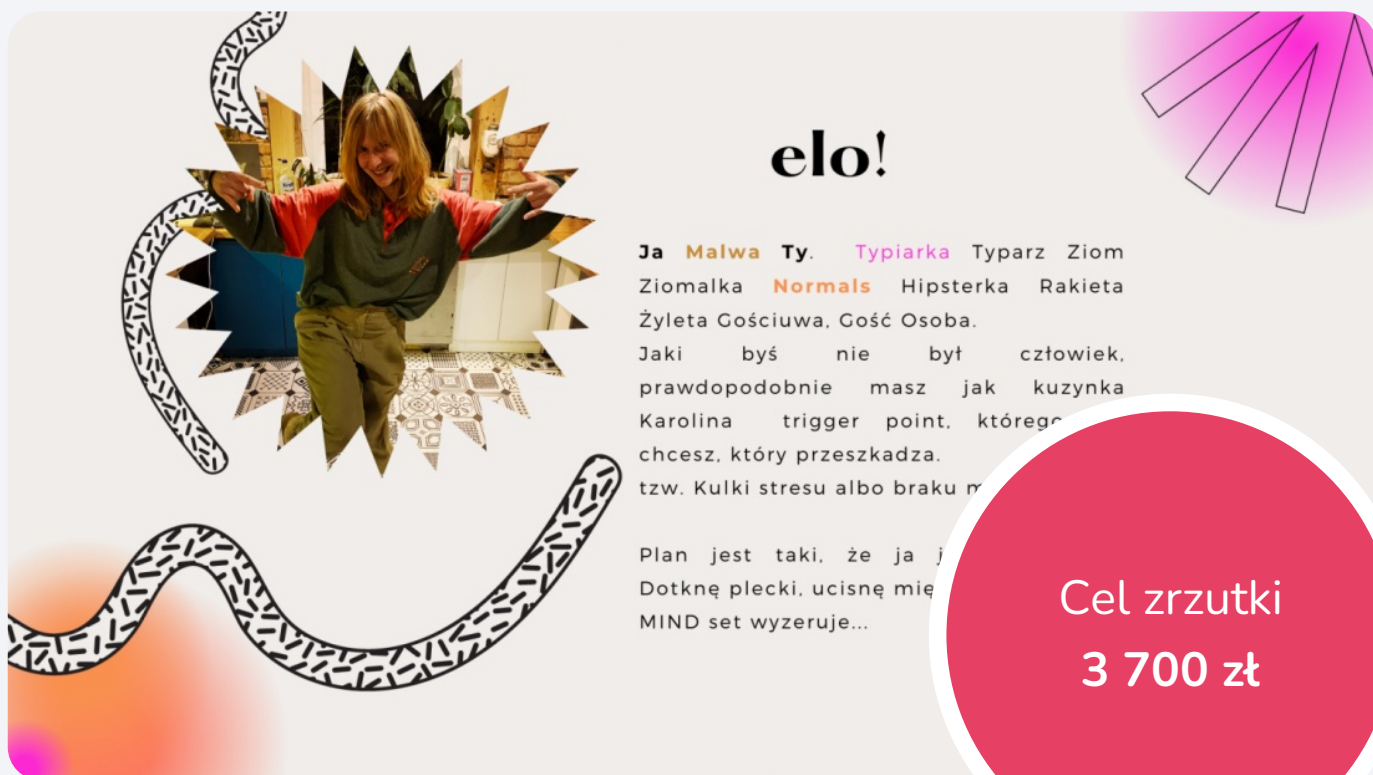 elo!
Ja Malwa Ty. Typiarka Typarz Ziom
Ziomalka Normals Hipsterka Rakieta
Żyleta Gościuwa, Gość Osoba.
Jaki byś nie był człowiek,
prawdopodobnie masz jak kuzynka
Karolina trigger point,
chcesz, który przeszkadza.
tzw. Kulki stresu albo braku
Plan jest taki, że ja
Dotknę plecki, ucisnę
MIND set wyzeruje...
Cel zrzutki
3 700 zł